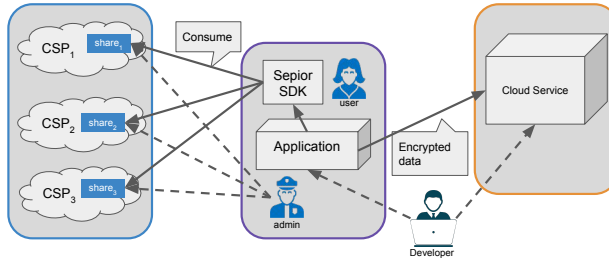 CSP1
share1
Consume
CSP2
share2
CSP3
share3
Sepior
SDK
user
Application
admin
Encrypted
data
Cloud Service
Developer